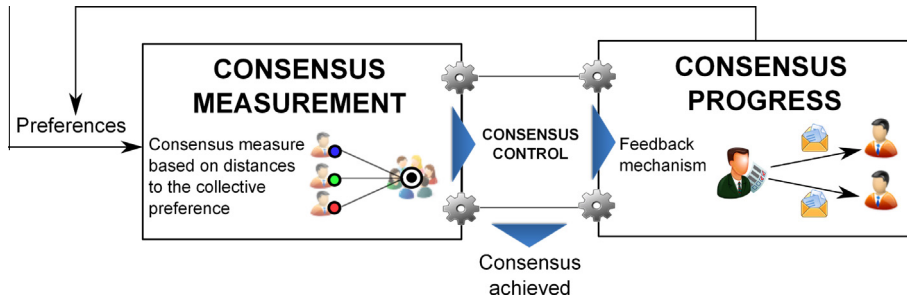 Preferences
CONSENSUS
MEASUREMENT
Consensus measure
based on distances
to the collective
preference
CONSENSUS
CONTROL
Consensus
achieved
CONSENSUS
PROGRESS
Feedback
mechanism